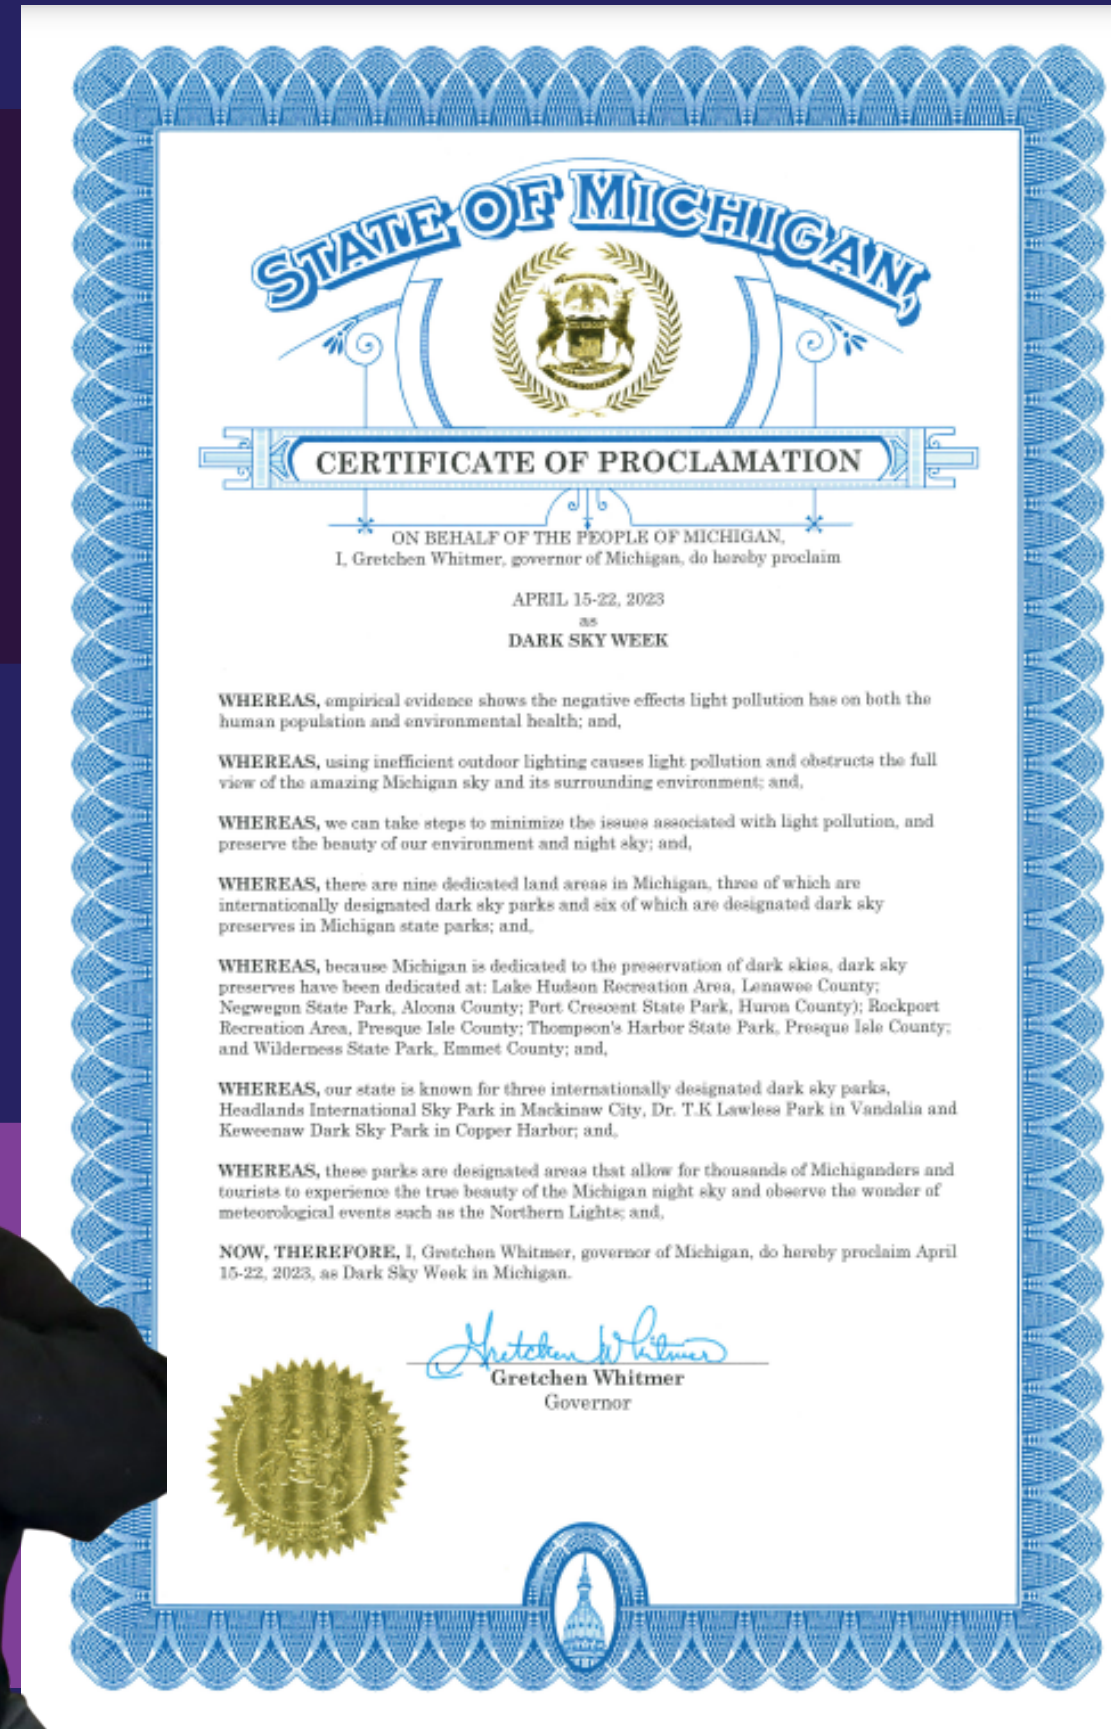 STATE OF MICHIGAN,
CERTIFICATE OF PROCLAMATION
ON BEHALF OF THE PEOPLE OF MICHIGAN,
I, Gretchen Whitmer, governor of Michigan, do hereby proclaim
APRIL 15-22, 2023
as
DARK SKY WEEK
WHEREAS, empirical evidence shows the negative effects light pollution has on both the
human population and environmental health; and,
WHEREAS, using inefficient outdoor lighting causes light pollution and obstructs the full
view of the amazing Michigan sky and its surrounding environment; and,
WHEREAS, we can take steps to minimize the issues associated with light pollution, and
preserve the beauty of our environment and night sky; and,
WHEREAS, there are nine dedicated land areas in Michigan, three of which are
internationally designated dark sky parks and six of which are designated dark sky
preserves in Michigan state parks; and,
WHEREAS, because Michigan is dedicated to the preservation of dark skies, dark sky
preserves have been dedicated at: Lake Hudson Recreation Area, Lenawee County;
Negwegon State Park, Alcona County; Port Crescent State Park, Huron County); Rockport
Recreation Area, Presque Isle County; Thompson's Harbor State Park, Presque Isle County;
and Wilderness State Park, Emmet County; and,
WHEREAS, our state is known for three internationally designated dark sky parks,
Headlands International Sky Park in Mackinaw City, Dr. T.K Lawless Park in Vandalia and
Keweenaw Dark Sky Park in Copper Harbor; and,
WHEREAS, these parks are designated areas that allow for thousands of Michiganders and
tourists to experience the true beauty of the Michigan night sky and observe the wonder of
meteorological events such as the Northern Lights; and,
NOW, THEREFORE, I, Gretchen Whitmer, governor of Michigan, do hereby proclaim April
15-22, 2023, as Dark Sky Week in Michigan.
Gretchen Whitmer
Gretchen Whitmer
Governor